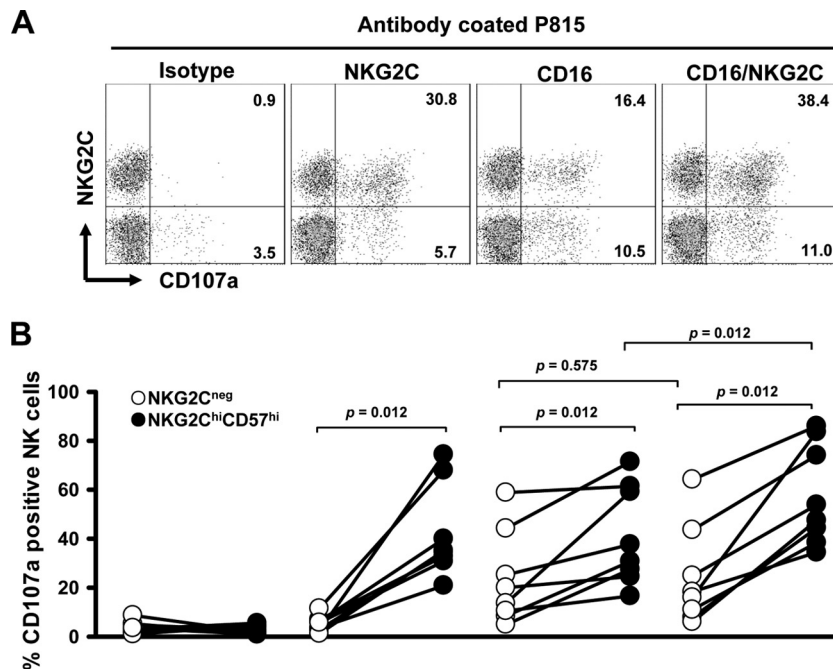 A
Antibody coated P815
Isotype NKG2C CD16 CD16/NKG2C
0.9 30.8 16.4 38.4
NKG2C
3.5 5.7 10.5 11.0
CD107a
B
p = 0.012
p = 0.575
p = 0.012 p = 0.012 p = 0.012
NKG2Cneg
NKG2ChiCD57hi
% CD107a positive NK cells
100
80
60
40
20
0